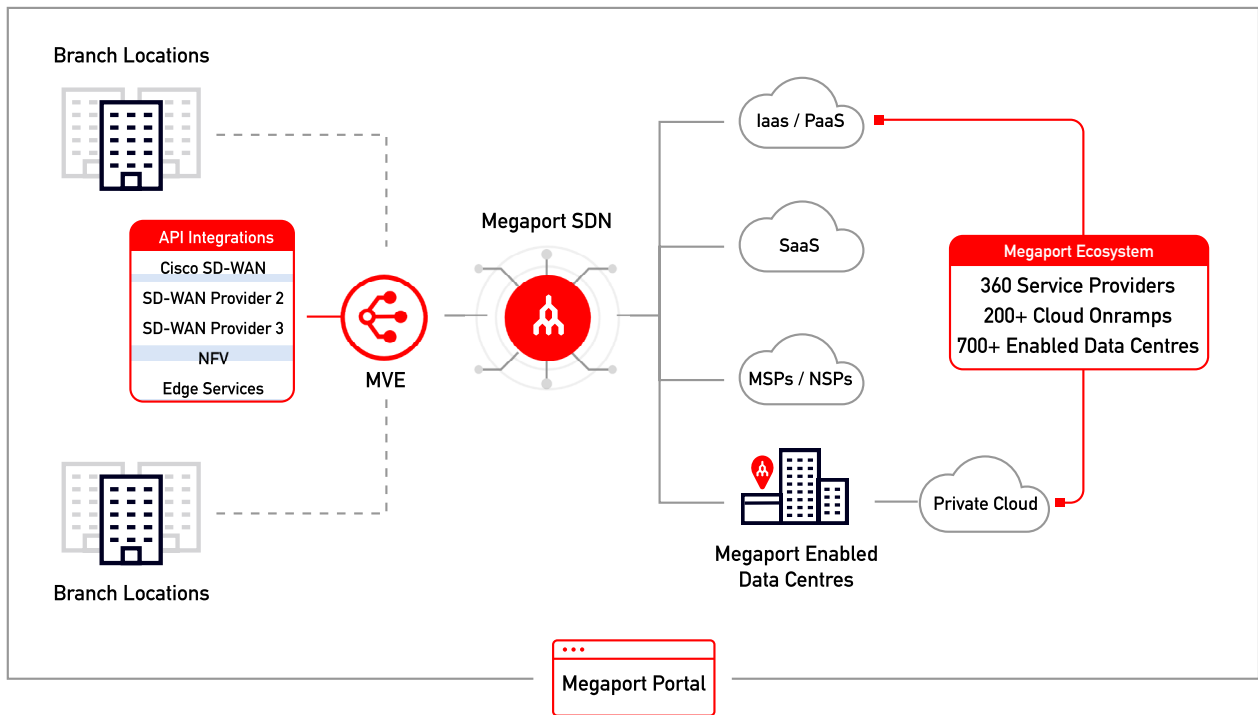 Branch Locations
API Integrations
Cisco SD-WAN
SD-WAN Provider 2
SD-WAN Provider 3
NFV
Edge Services
MVE
Branch Locations
Megaport SDN
Iaas / PaaS
SaaS
MSPs / NSPs
Megaport Enabled
Data Centres
Private Cloud
Megaport Ecosystem
360 Service Providers
200+ Cloud Onramps
700+ Enabled Data Centres
Megaport Portal